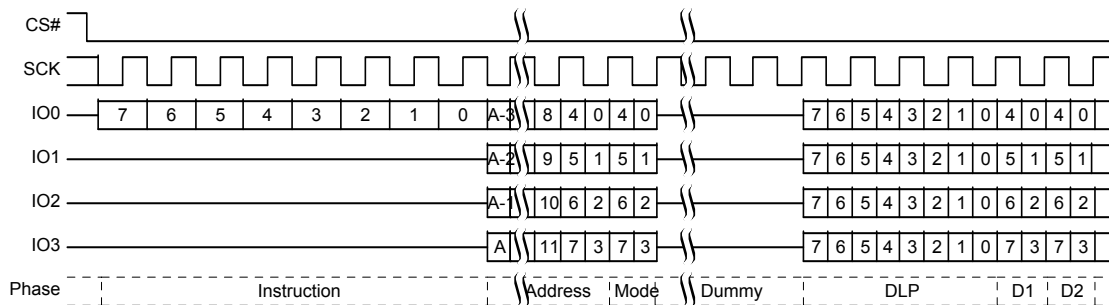 CS#
SCK
IO0 7 6 5 4 3 2 1 0 A-3 8 4 0 4 0 7 6 5 4 3 2 1 0 4 0 4 0
IO1 A-2 9 5 1 5 1 7 6 5 4 3 2 1 0 5 1 5 1
IO2 A-1 10 6 2 6 2 7 6 5 4 3 2 1 0 6 2 6 2
IO3 A 11 7 3 7 3 7 6 5 4 3 2 1 0 7 3 7 3
Phase Instruction Address Mode Dummy DLP D1 D2